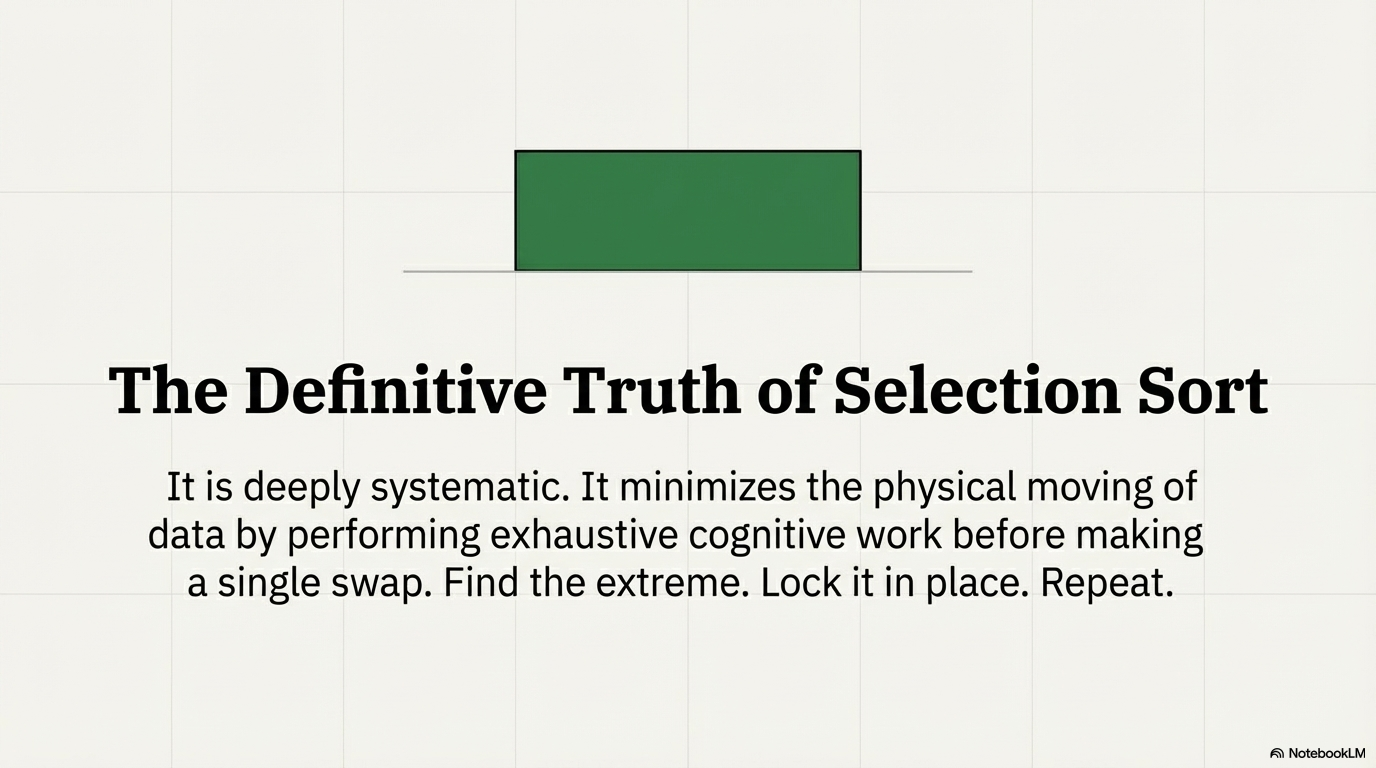 The Definitive Truth of Selection Sort
It is deeply systematic. It minimizes the physical moving of
data by performing exhaustive cognitive work before making
a single swap. Find the extreme. Lock it in place. Repeat.
NotebookLM